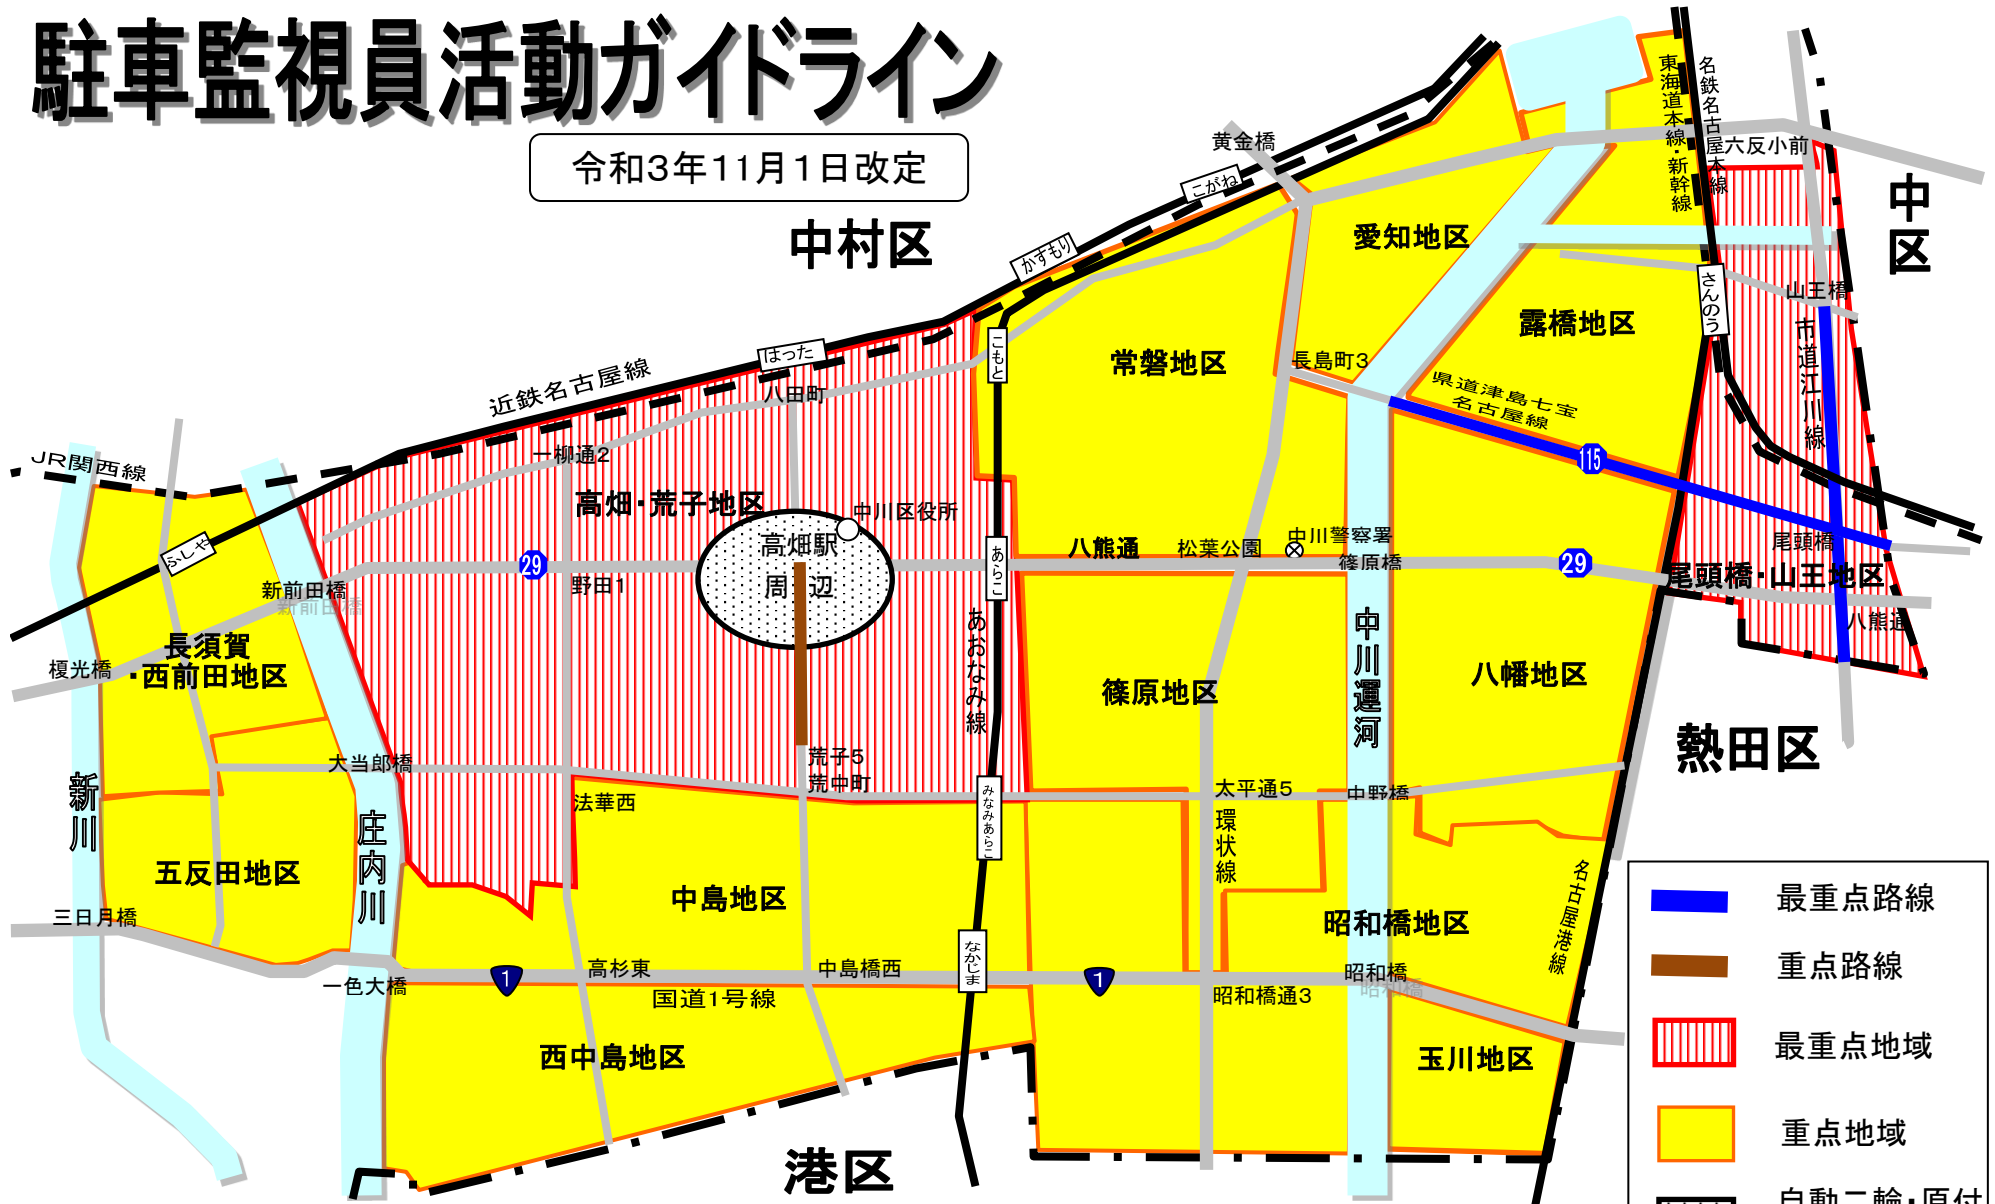 駐車監視員活動ガイドライン
令和3年11月1日改定
中村区
中区
熱田区
港区
黄金橋
こがね
かすもり
はった
こもと
近鉄名古屋線
JR関西線
東海道本線・新幹線
名鉄名古屋本線
六反小前
愛知地区
露橋地区
常磐地区
さんのう
山王橋
市道江川線
長島町3
県道津島七宝
名古屋線
115
八田町
一柳通2
高畑・荒子地区
中川区役所
高畑駅
周辺
八熊通
松葉公園
中川警察署
篠原橋
29
29
尾頭橋
尾頭橋・山王地区
八熊通
ふしや
新前田橋
新前田橋
野田1
あらこ
あおなみ線
長須賀
・西前田地区
榎光橋
中川運河
篠原地区
八幡地区
大当郎橋
荒子5
荒中町
法華西
みなみあらこ
太平通5
中野橋
環状線
新川
庄内川
五反田地区
中島地区
昭和橋地区
名古屋港線
三日月橋
一色大橋
1
高杉東
中島橋西
なかじま
1
国道1号線
昭和橋通3
昭和橋
昭和橋
西中島地区
玉川地区
最重点路線
重点路線
最重点地域
重点地域
自動二輪・原付